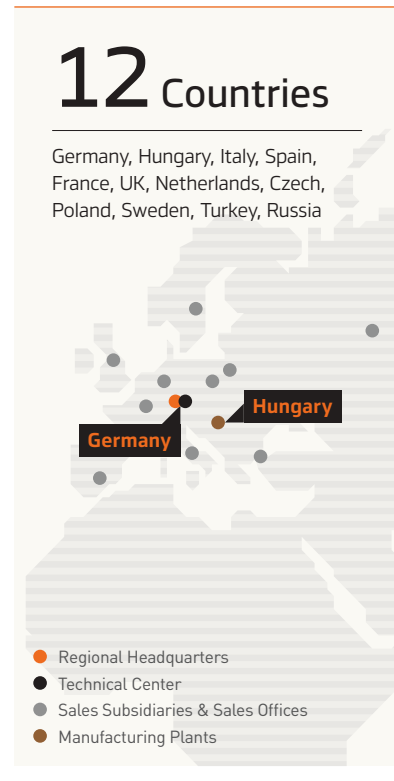 12 Countries
Germany, Hungary, Italy, Spain,
France, UK, Netherlands, Czech,
Poland, Sweden, Turkey, Russia
Hungary
Germany
Regional Headquarters
Technical Center
Sales Subsidiaries & Sales Offices
Manufacturing Plants